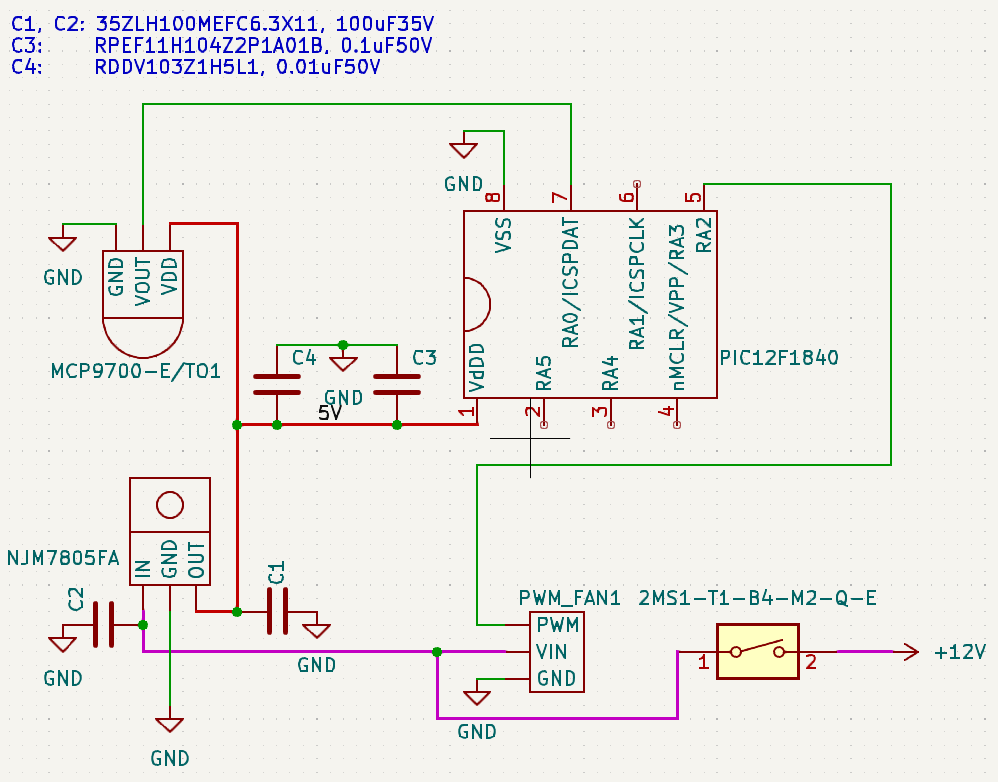 C1, C2: 35ZLH100MEFC6.3X11, 100uF35V
C3: RPEF11H104Z2P1A01B, 0.1uF50V
C4: RDDV103Z1H5L1, 0.01uF50V
GND
8
7
6
5
VSS
RA0/ICSPDAT
RA1/ICSPCLK
nMCLR/VPP/RA3
RA2
GND
GND
VOUT
VDD
MCP9700-E/TO1
C4
C3
GND
5V
VdDD
RA5
RA4
PIC12F1840
1
2
3
4
NJM7805FA
IN
GND
OUT
C2
C1
GND
GND
GND
PWM_FAN1
2MS1-T1-B4-M2-Q-E
PWM
VIN
GND
GND
1
2
+12V